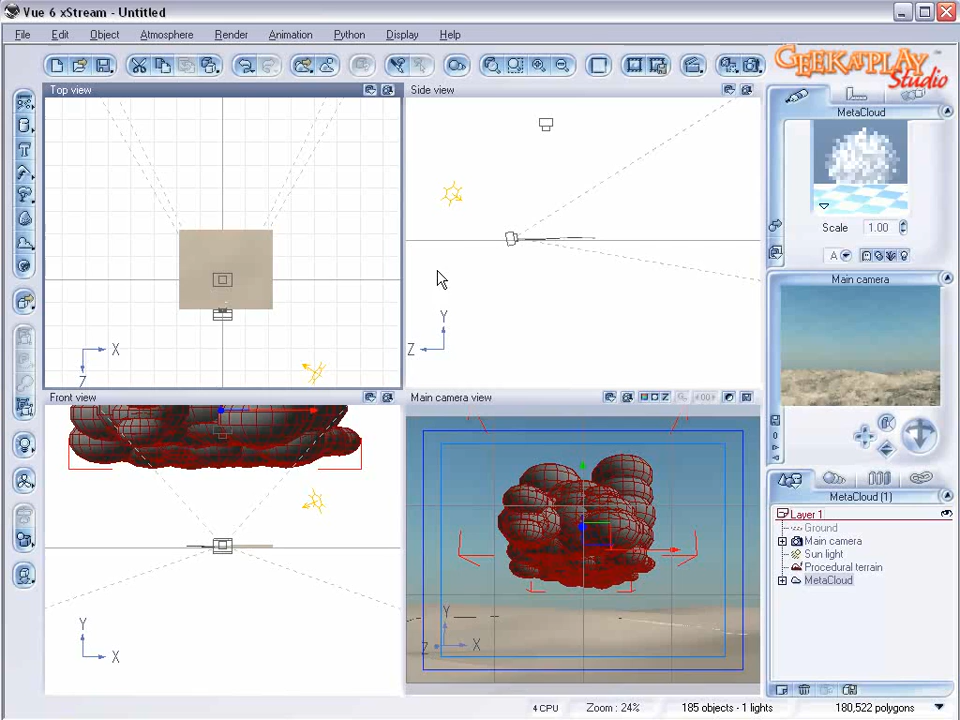 Vue 6 xStream - Untitled
File Edit Object Atmosphere Render Animation Python Display Help
GEEKATPLAY
Studio
Top view
Side view
MetaCloud
Scale 1.00
A
Main camera
X
Z
Y
Z
Front view
Main camera view
MetaCloud (1)
Layer 1
Ground
Main camera
Sun light
Procedural terrain
MetaCloud
Y
X
Y
Z X
4 CPU Zoom : 24% 185 objects - 1 lights 180,522 polygons